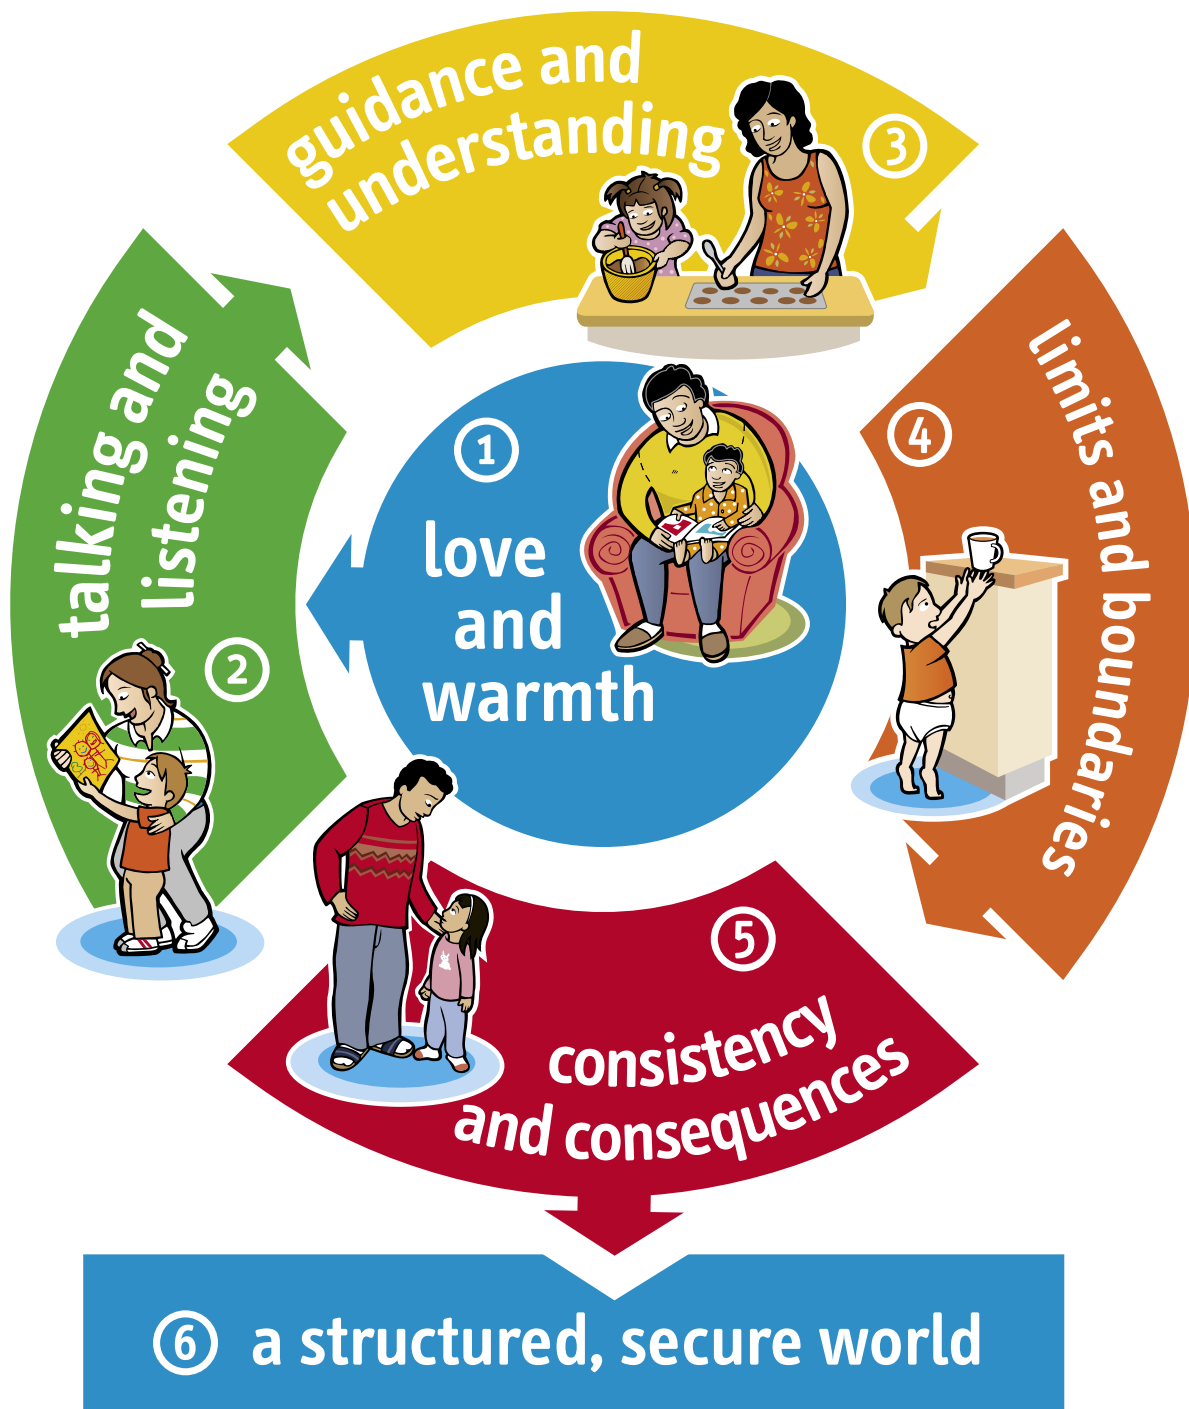 1
love
and
warmth
2
talking and
listening
3
guidance and
understanding
4
limits and boundaries
5
consistency
and consequences
6 a structured, secure world